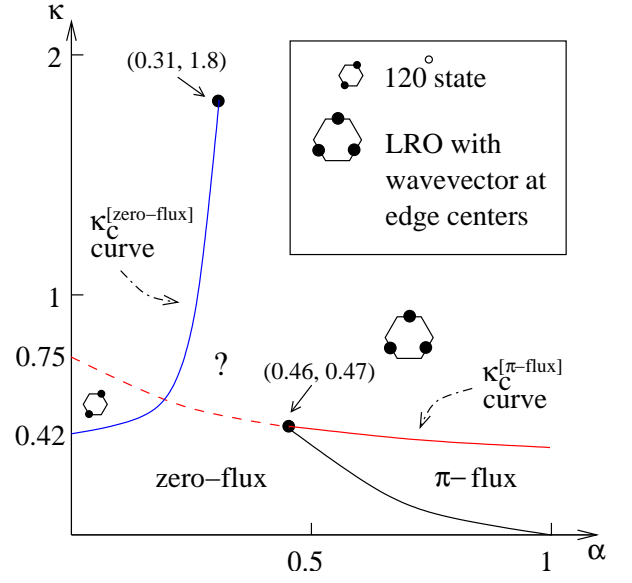 κ
2
(0.31, 1.8)
120° state
LRO with
wavevector at
edge centers
κc[zero−flux]
curve
1
?
0.75
(0.46, 0.47)
κc[π−flux]
curve
0.42
zero−flux
π− flux
0.5
1
α